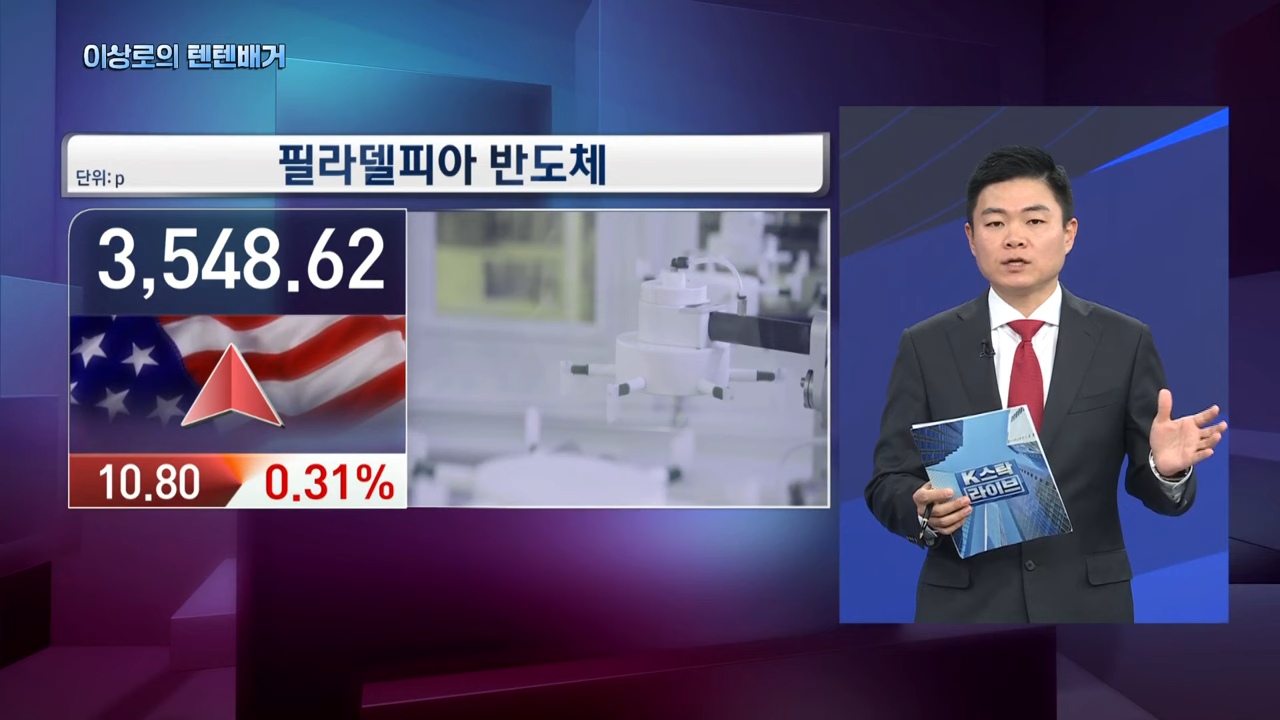 이상로의 텐텐배거
필라델피아 반도체
단위:p
3,548.62
10.80
0.31%
K스탁
라이브